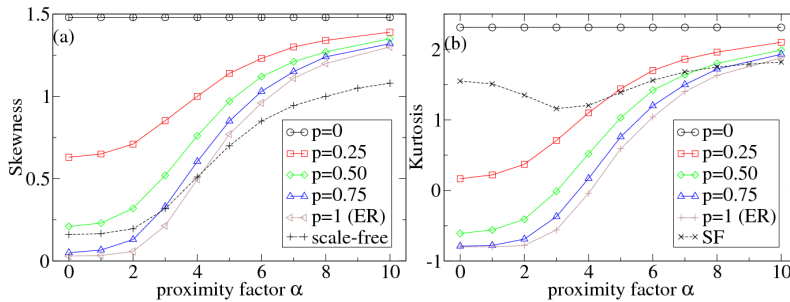 (a)
Skewness
1.5
1
0.5
0
p=0
p=0.25
p=0.50
p=0.75
p=1 (ER)
scale-free
0 2 4 6 8 10
proximity factor α
(b)
Kurtosis
2
1
0
-1
p=0
p=0.25
p=0.50
p=0.75
p=1 (ER)
SF
0 2 4 6 8 10
proximity factor α